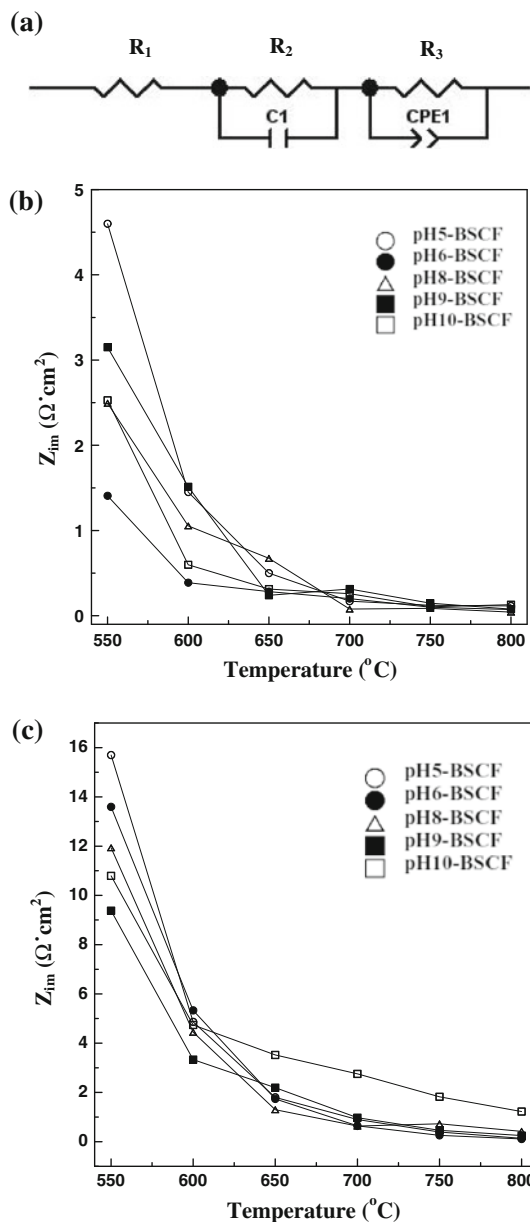 (a)
R1 R2 R3
C1 CPE1
(b)
5
4
3
2
1
0
Zim (Ω·cm2)
pH5-BSCF
pH6-BSCF
pH8-BSCF
pH9-BSCF
pH10-BSCF
550 600 650 700 750 800
Temperature (oC)
(c)
16
14
12
10
8
6
4
2
0
Zim (Ω·cm2)
pH5-BSCF
pH6-BSCF
pH8-BSCF
pH9-BSCF
pH10-BSCF
550 600 650 700 750 800
Temperature (oC)